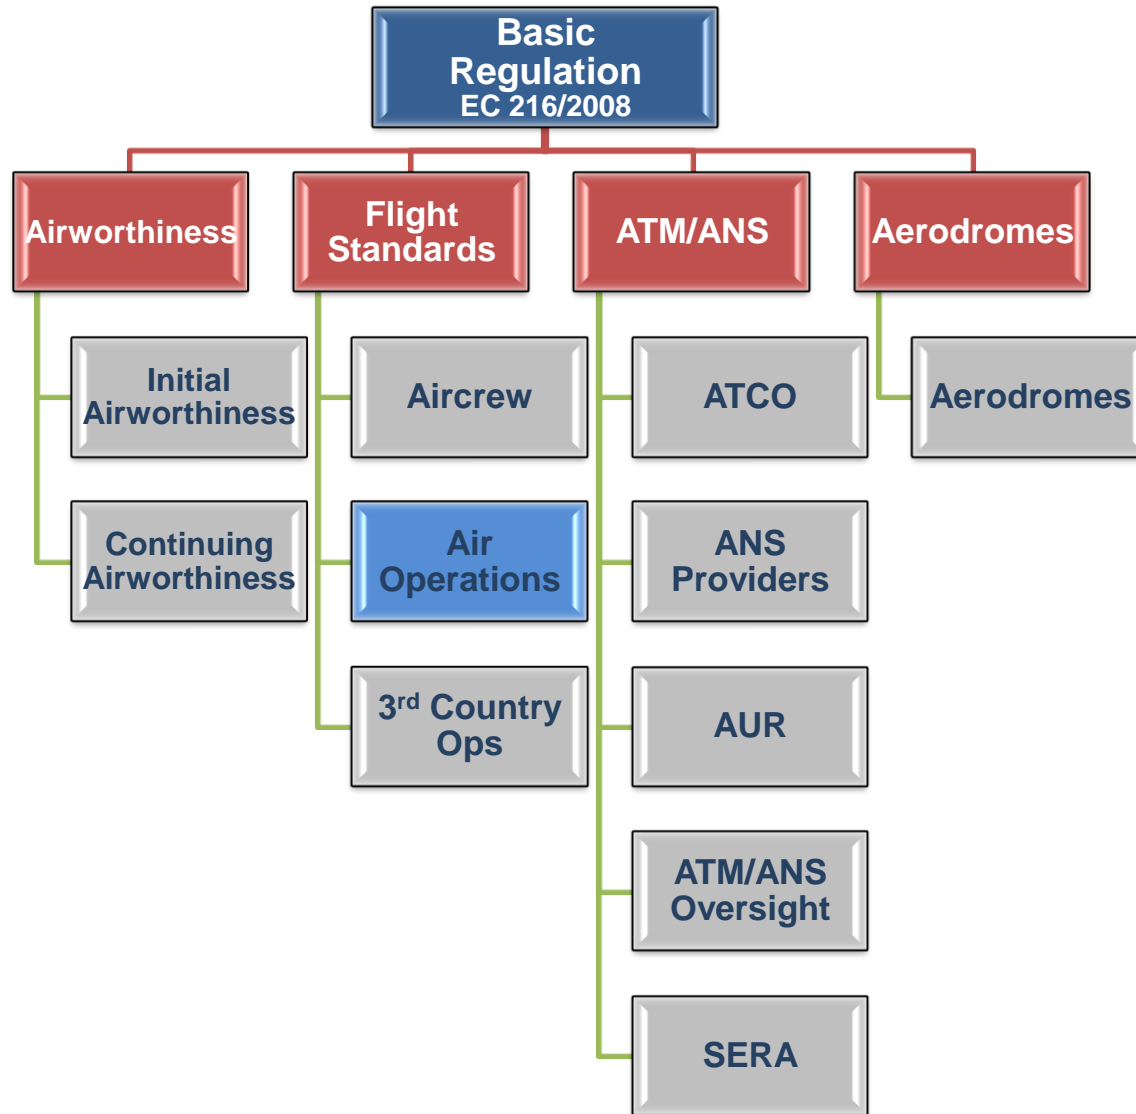 Basic
Regulation
EC 216/2008
Airworthiness
Flight
Standards
ATM/ANS
Aerodromes
Initial
Airworthiness
Aircrew
ATCO
Aerodromes
Continuing
Airworthiness
Air
Operations
ANS
Providers
3rd Country
Ops
AUR
ATM/ANS
Oversight
SERA